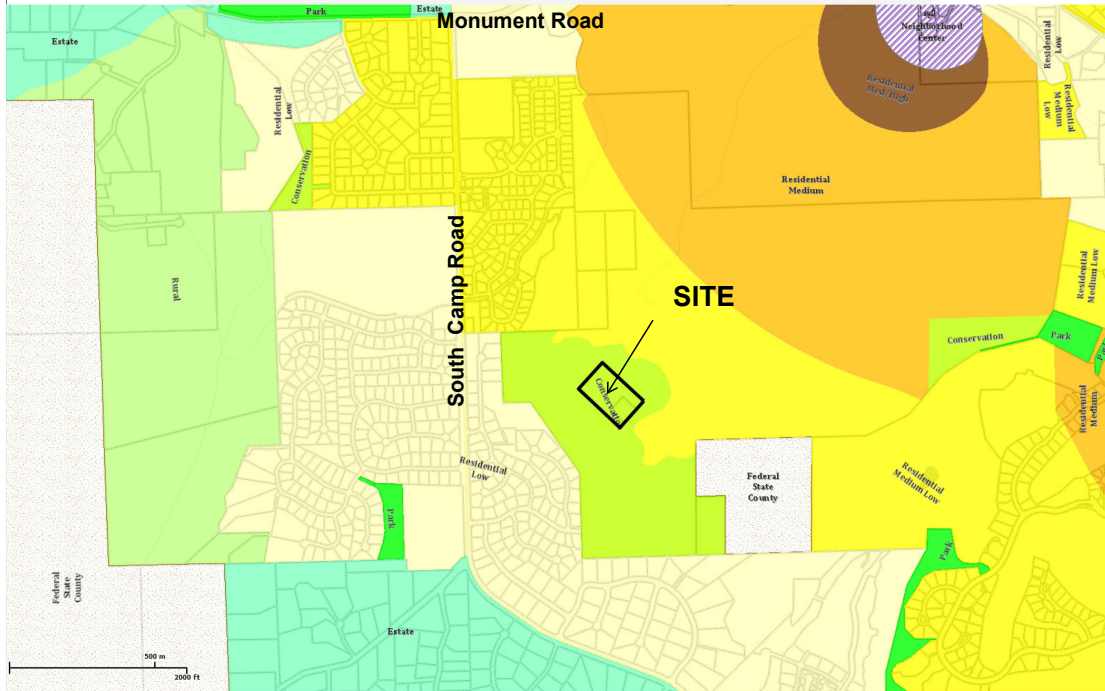 Park
Estate
Monument Road
Estate
Neighborhood
Center
Residential
Low
Residential
Med/High
Residential
Medium
Low
Residential
Low
Conservation
Residential
Medium
South Camp Road
Rural
SITE
Residential
Medium Low
Conservation
Park
Conservatio
Residential
Medium
Residential
Low
Federal
State
County
Residential
Medium Low
Park
Park
Federal
State
County
Estate
500 m
2000 ft